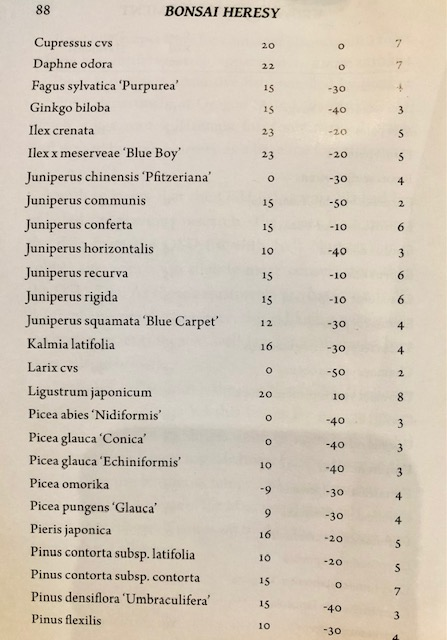 88 BONSAI HERESY
Cupressus cvs 20 0 7
Daphne odora 22 0 7
Fagus sylvatica ‘Purpurea’ 15 -30 4
Ginkgo biloba 15 -40 3
Ilex crenata 23 -20 5
Ilex x meserveae ‘Blue Boy’ 23 -20 5
Juniperus chinensis ‘Pfitzeriana’ 0 -30 4
Juniperus communis 15 -50 2
Juniperus conferta 15 -10 6
Juniperus horizontalis 10 -40 3
Juniperus recurva 15 -10 6
Juniperus rigida 15 -10 6
Juniperus squamata ‘Blue Carpet’ 12 -30 4
Kalmia latifolia 16 -30 4
Larix cvs 0 -50 2
Ligustrum japonicum 20 10 8
Picea abies ‘Nidiformis’ 0 -40 3
Picea glauca ‘Conica’ 0 -40 3
Picea glauca ‘Echiniformis’ 10 -40 3
Picea omorika -9 -30 4
Picea pungens ‘Glauca’ 9 -30 4
Pieris japonica 16 -20 5
Pinus contorta subsp. latifolia 10 -20 5
Pinus contorta subsp. contorta 15 0 7
Pinus densiflora ‘Umbraculifera’ 15 -40 3
Pinus flexilis 10 -30 4